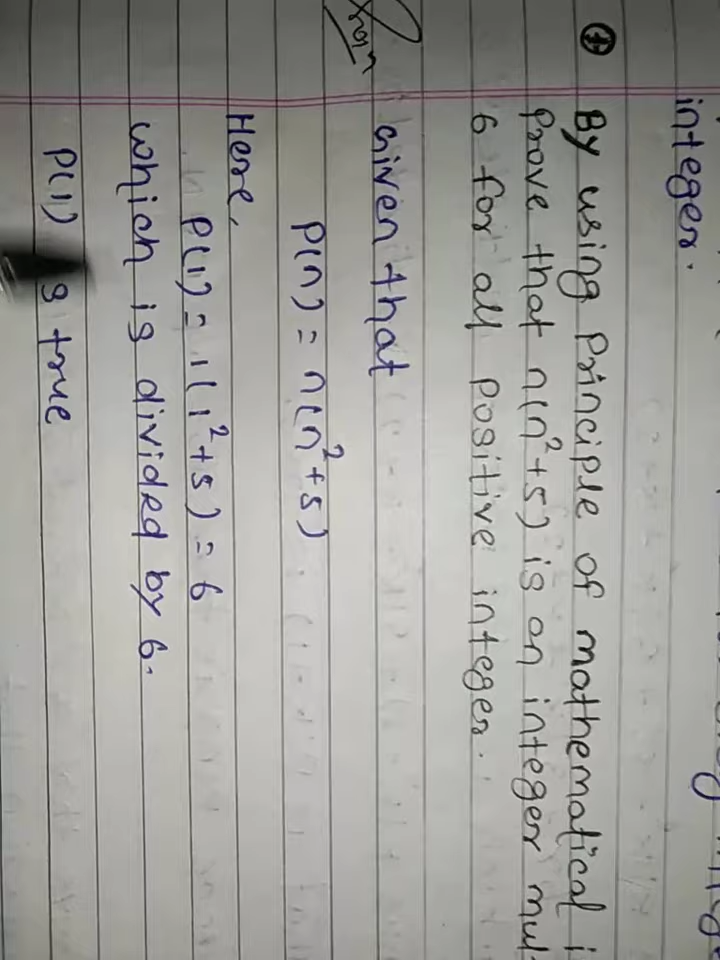 integer.
④ By using Principle of mathematical i
Prove that n(n²+5) is an integer mul
6 for all positive integer.
Given that
P(n) = n(n²+5)
Here,
P(1) = 1(1²+5) = 6
which is divided by 6.
P(1) s true